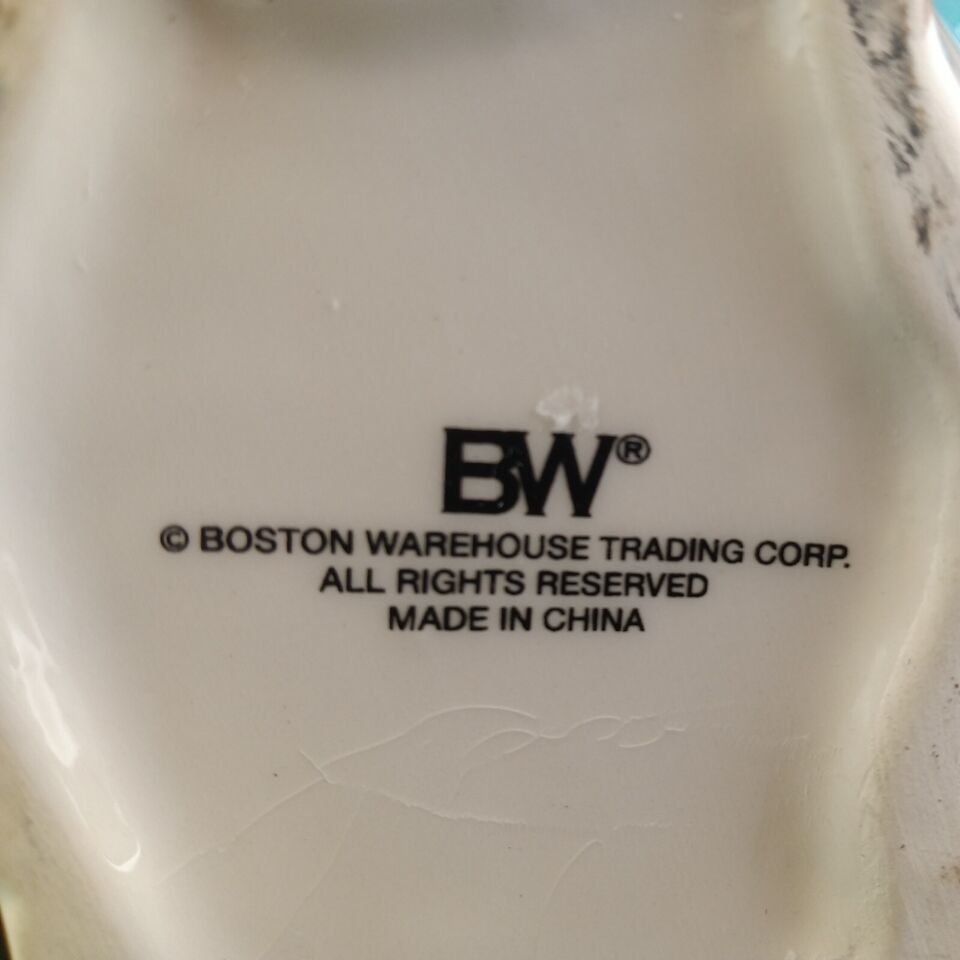 BW®
© BOSTON WAREHOUSE TRADING CORP.
ALL RIGHTS RESERVED
MADE IN CHINA